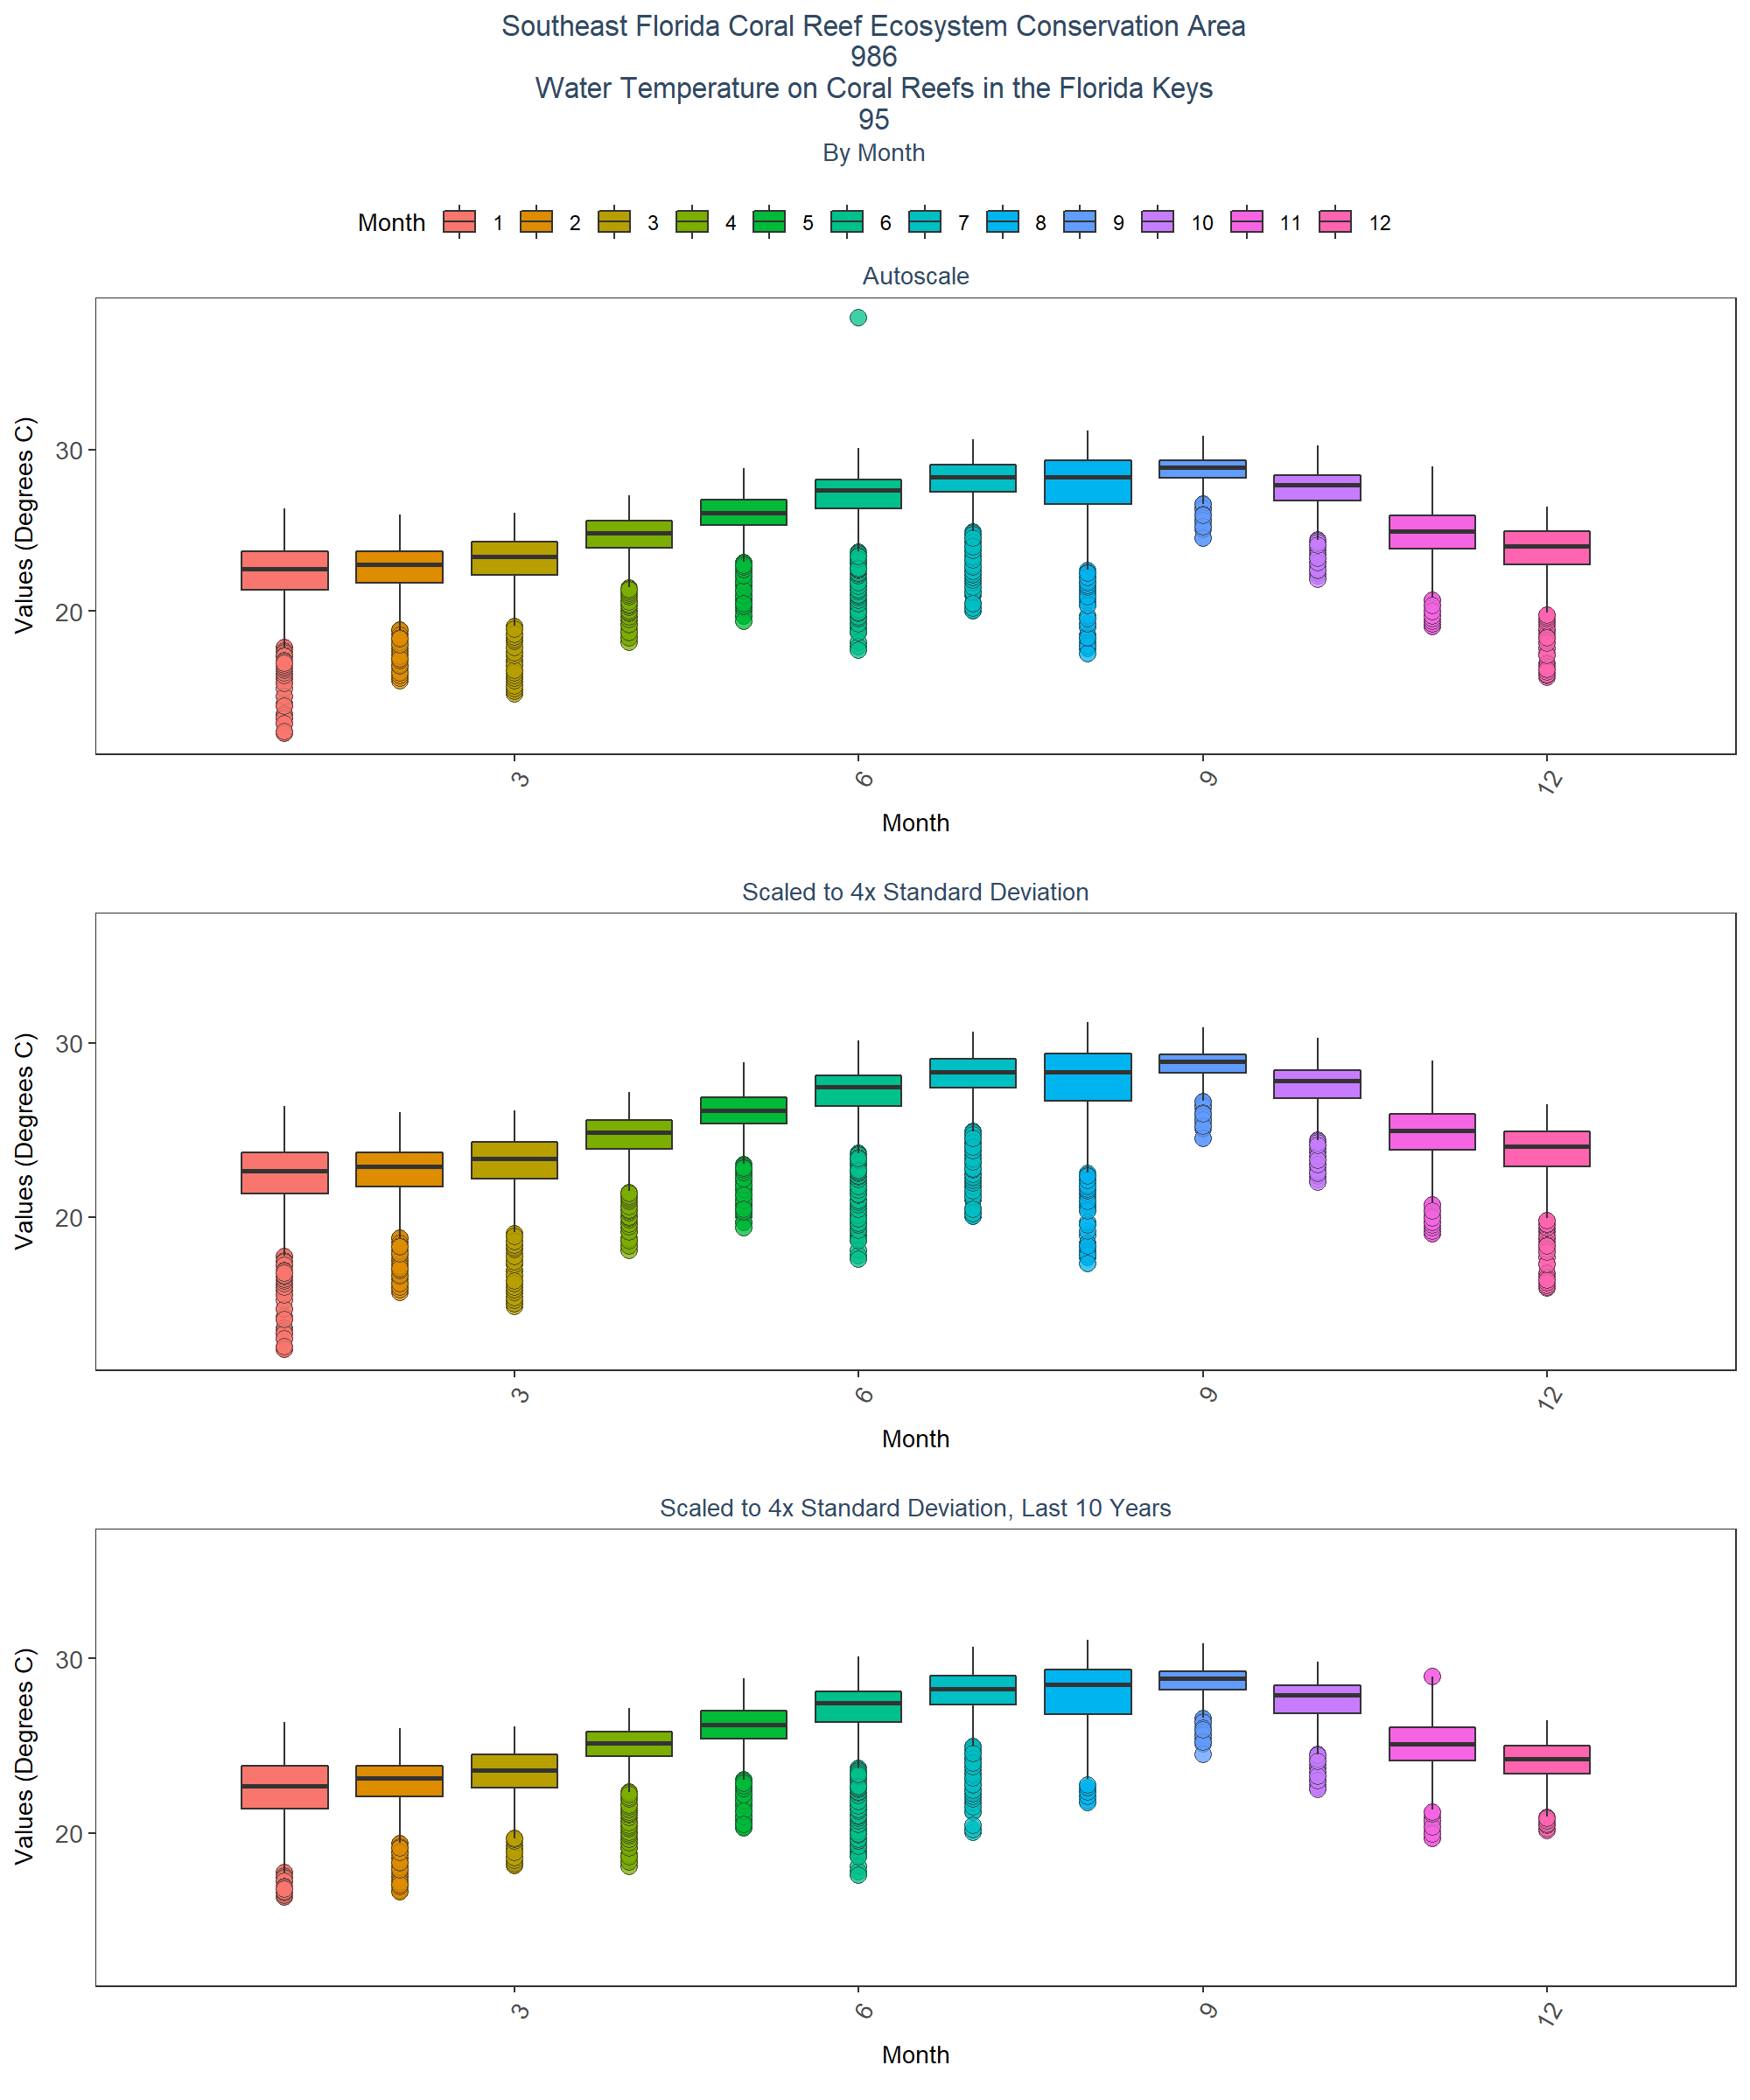 Southeast Florida Coral Reef Ecosystem Conservation Area
986
Water Temperature on Coral Reefs in the Florida Keys
95
By Month
Month 1 2 3 4 5 6 7 8 9 10 11 12
Autoscale
Values (Degrees C)
30
20
3 6 9 12
Month
Scaled to 4x Standard Deviation
Values (Degrees C)
30
20
3 6 9 12
Month
Scaled to 4x Standard Deviation, Last 10 Years
Values (Degrees C)
30
20
3 6 9 12
Month